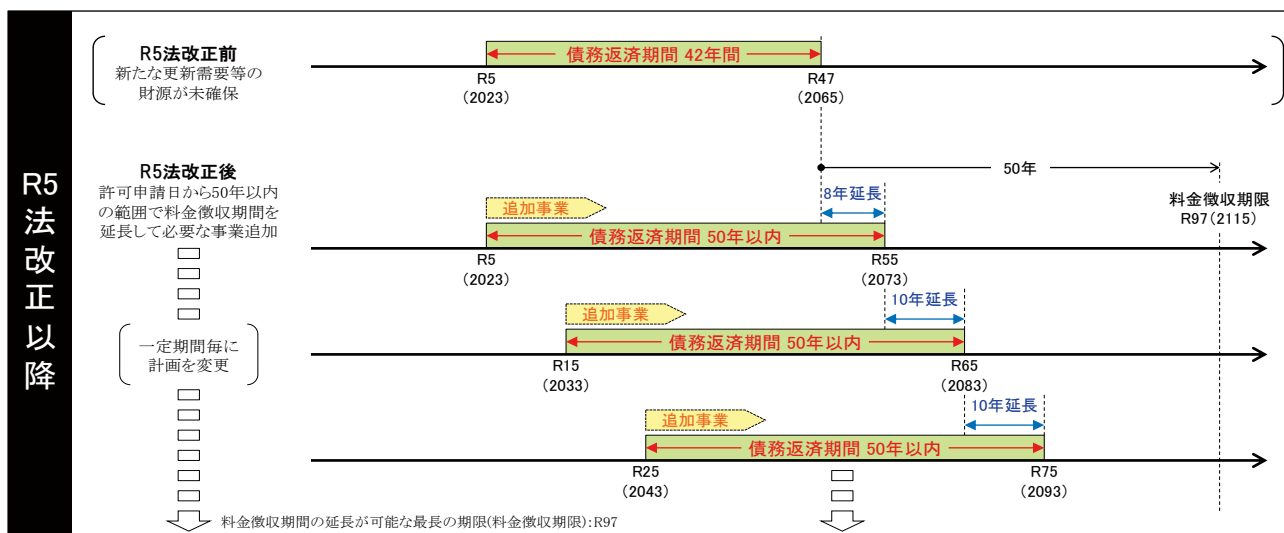 R5法改正以降
R5法改正前
新たな更新需要等の
財源が未確保
債務返済期間 42年間
R5
(2023)
R47
(2065)
R5法改正後
許可申請日から50年以内
の範囲で料金徴収期間を
延長して必要な事業追加
50年
料金徴収期限
R97(2115)
追加事業
8年延長
債務返済期間 50年以内
R5
(2023)
R55
(2073)
一定期間毎に
計画を変更
追加事業
10年延長
債務返済期間 50年以内
R15
(2033)
R65
(2083)
追加事業
10年延長
債務返済期間 50年以内
R25
(2043)
R75
(2093)
料金徴収期間の延長が可能な最長の期限(料金徴収期限):R97